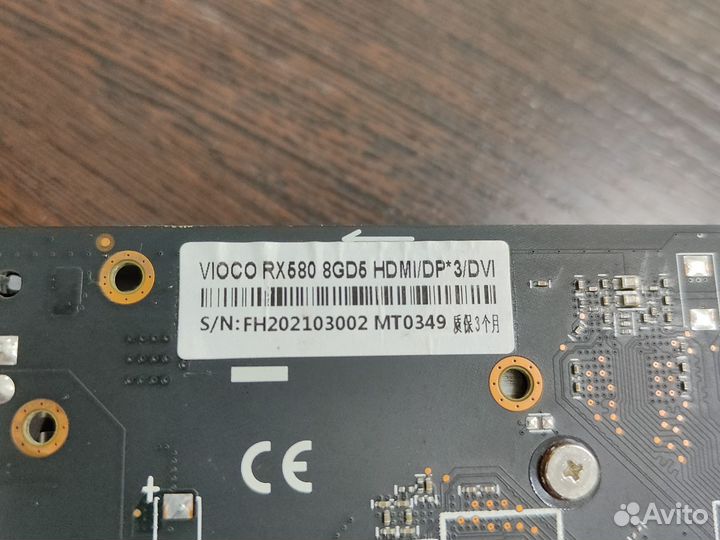 VIOCO RX580 8GD5 HDMI/DP*3/DVI
S/N:FH202103002 MT0349 质保3个月
CE
+
Avito